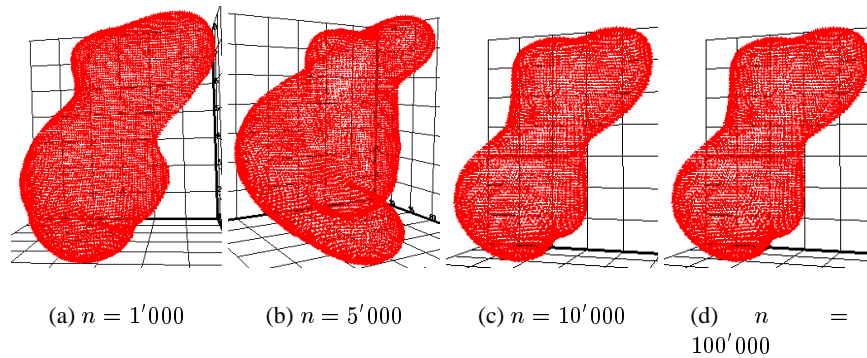 (a) n = 1′000
(b) n = 5′000
(c) n = 10′000
(d) n =
100′000